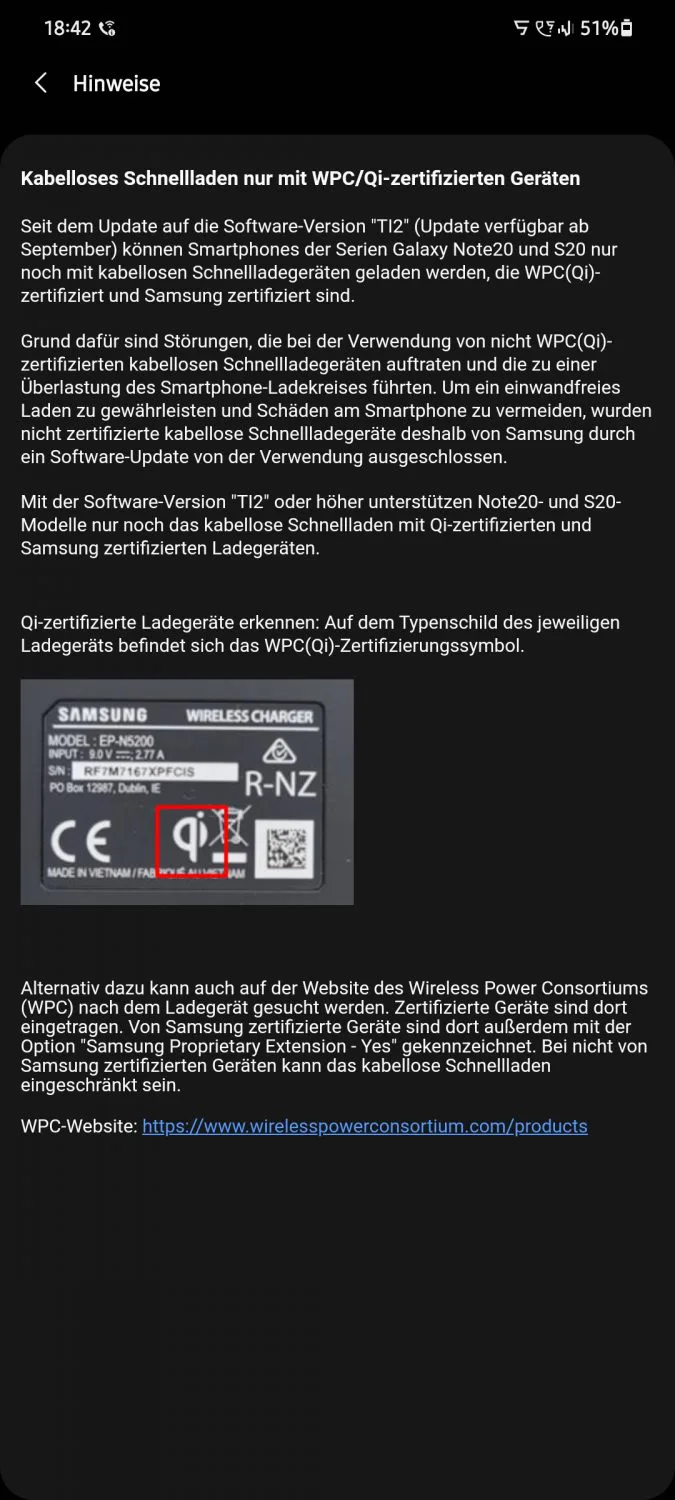 18:42
51%
Hinweise
Kabelloses Schnellladen nur mit WPC/Qi-zertifizierten Geräten
Seit dem Update auf die Software-Version "TI2" (Update verfügbar ab
September) können Smartphones der Serien Galaxy Note20 und S20 nur
noch mit kabellosen Schnellladegeräten geladen werden, die WPC(Qi)-
zertifiziert und Samsung zertifiziert sind.
Grund dafür sind Störungen, die bei der Verwendung von nicht WPC(Qi)-
zertifizierten kabellosen Schnellladegeräten auftraten und die zu einer
Überlastung des Smartphone-Ladekreises führten. Um ein einwandfreies
Laden zu gewährleisten und Schäden am Smartphone zu vermeiden, wurden
nicht zertifizierte kabellose Schnellladegeräte deshalb von Samsung durch
ein Software-Update von der Verwendung ausgeschlossen.
Mit der Software-Version "TI2" oder höher unterstützen Note20- und S20-
Modelle nur noch das kabellose Schnellladen mit Qi-zertifizierten und
Samsung zertifizierten Ladegeräten.
Qi-zertifizierte Ladegeräte erkennen: Auf dem Typenschild des jeweiligen
Ladegeräts befindet sich das WPC(Qi)-Zertifizierungssymbol.
SAMSUNG WIRELESS CHARGER
MODEL : EP-N5200
INPUT : 9.0 V ⎓; 2.77 A
S/N : RF7M7167XPFCIS
PO Box 12987, Dublin, IE
R-NZ
CE qi
MADE IN VIETNAM / FABRIQUÉ AU VIETNAM
Alternativ dazu kann auch auf der Website des Wireless Power Consortiums
(WPC) nach dem Ladegerät gesucht werden. Zertifizierte Geräte sind dort
eingetragen. Von Samsung zertifizierte Geräte sind dort außerdem mit der
Option "Samsung Proprietary Extension - Yes" gekennzeichnet. Bei nicht von
Samsung zertifizierten Geräten kann das kabellose Schnellladen
eingeschränkt sein.
WPC-Website: https://www.wirelesspowerconsortium.com/products